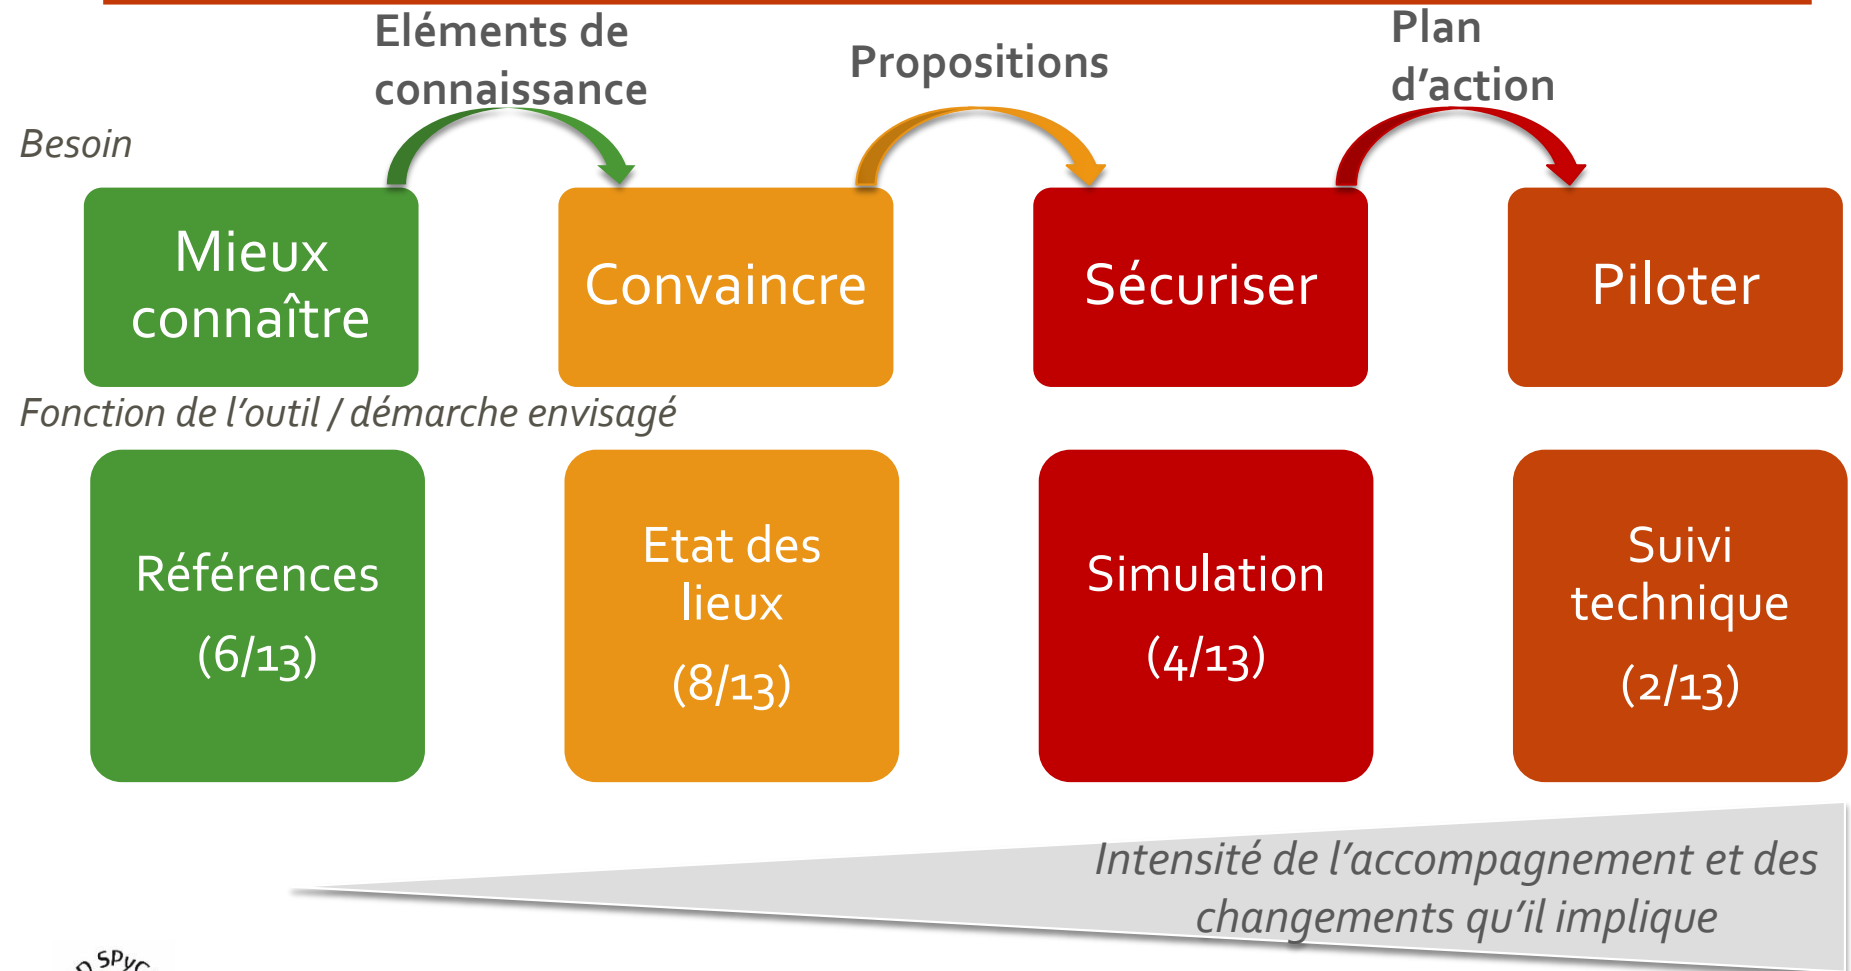 Eléments de
connaissance
Propositions
Plan
d’action
Besoin
Mieux
connaître
Convaincre
Sécuriser
Piloter
Fonction de l’outil / démarche envisagé
Références
(6/13)
Etat des
lieux
(8/13)
Simulation
(4/13)
Suivi
technique
(2/13)
Intensité de l’accompagnement et des
changements qu’il implique